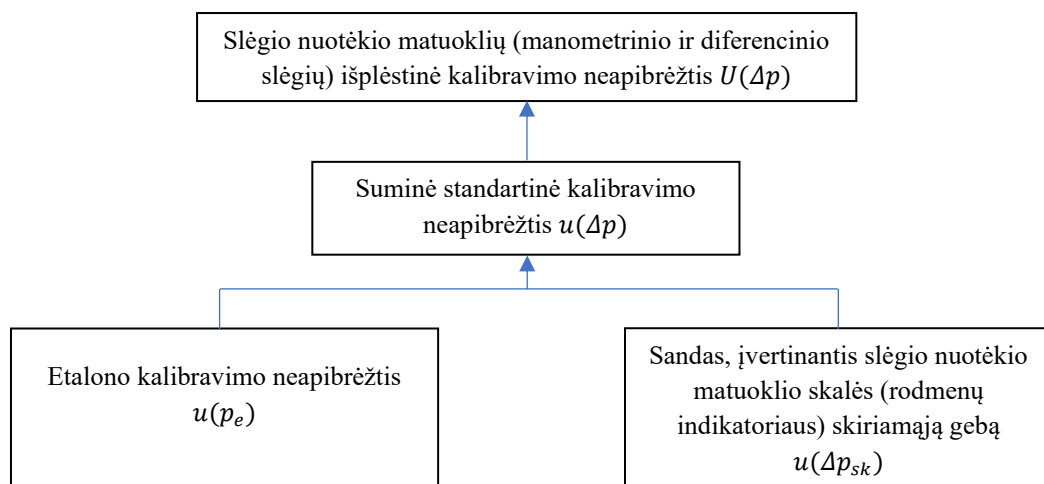 Slėgio nuotėkio matuoklių (manometrinio ir diferencinio
slėgių) išplėstinė kalibravimo neapibrėžtis U(Δp)
Suminė standartinė kalibravimo
neapibrėžtis u(Δp)
Etalono kalibravimo neapibrėžtis
u(pₑ)
Sandas, įvertinantis slėgio nuotėkio
matuoklio skalės (rodmenų
indikatoriaus) skiriamąją gebą
u(Δpₛₖ)